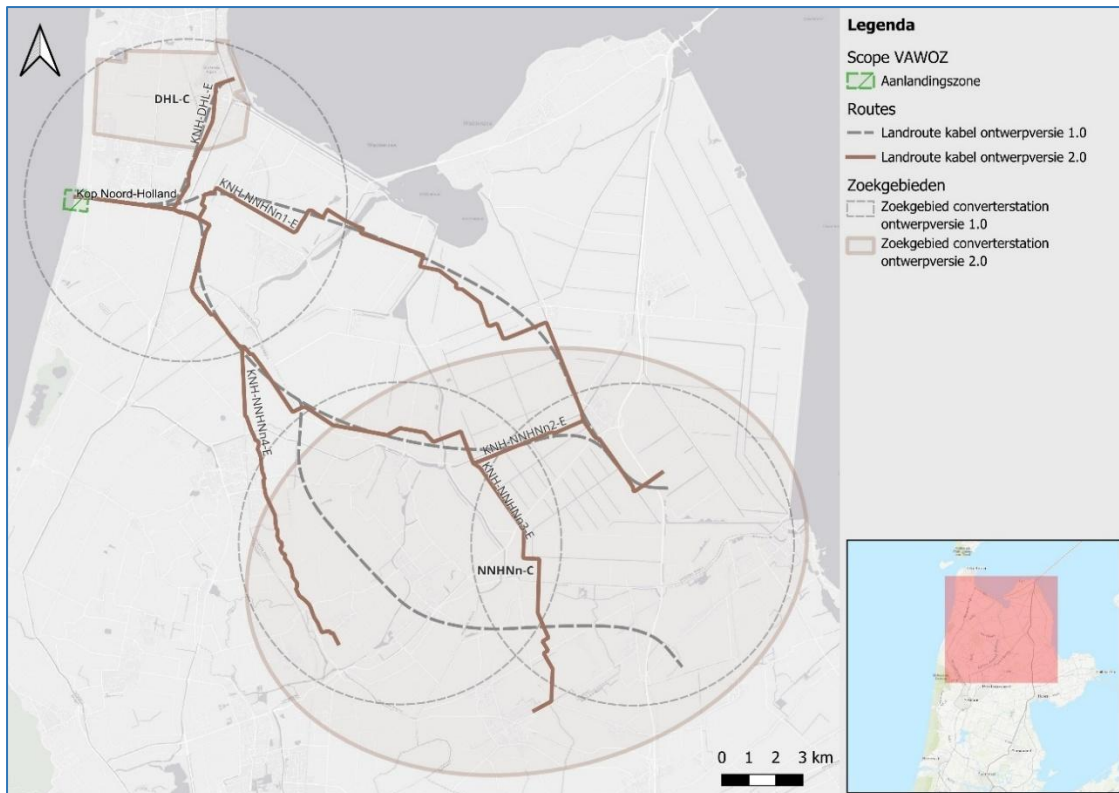 DHL-C
KNH-DHL-E
Kop Noord-Holland
KNH-NNHNn1-E
KNH-NNHNn4-E
KNH-NNHNn2-E
KNH-NNHNn3-E
NNHNn-C
0 1 2 3 km
Legenda
Scope VAWOZ
Aanlandingszone
Routes
Landroute kabel ontwerpversie 1.0
Landroute kabel ontwerpversie 2.0
Zoekgebieden
Zoekgebied converterstation
ontwerpversie 1.0
Zoekgebied converterstation
ontwerpversie 2.0